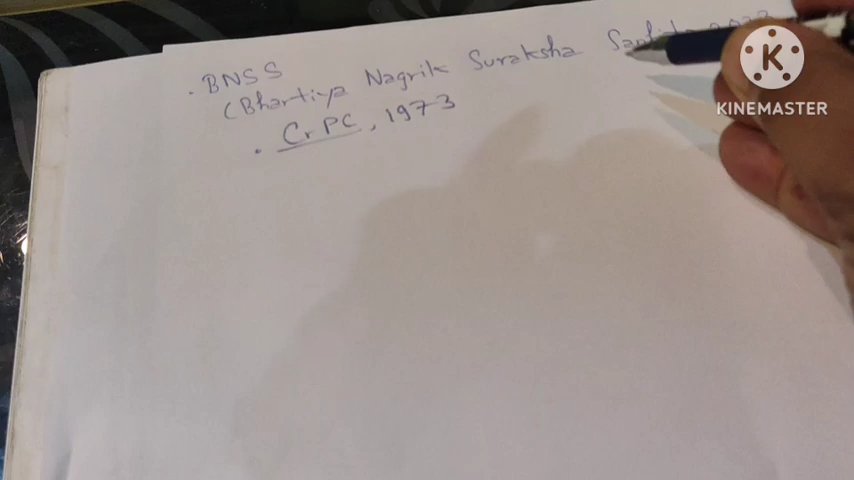 . BNSS
(Bhartiya Nagrik Suraksha
. CrPC, 1973
K
KINEMASTER